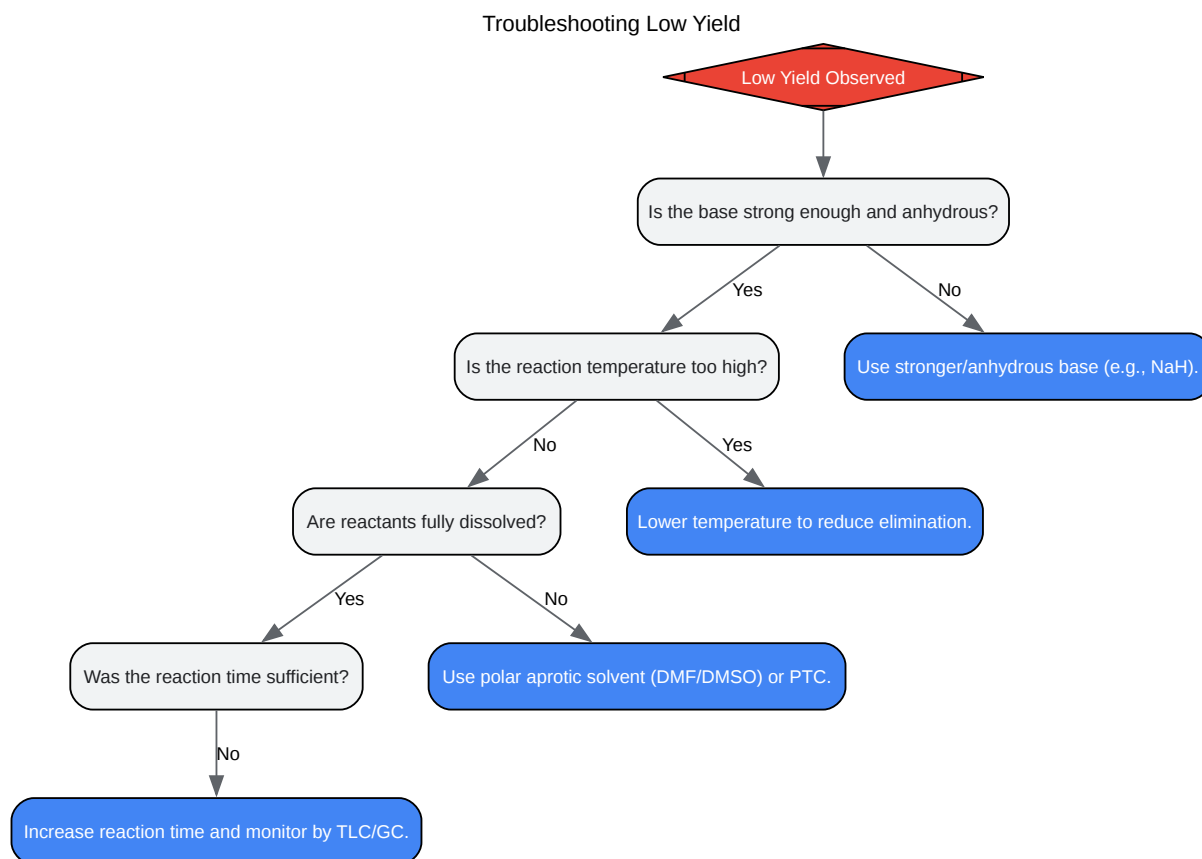 Troubleshooting Low Yield
Low Yield Observed
Is the base strong enough and anhydrous?
Yes
No
Is the reaction temperature too high?
Use stronger/anhydrous base (e.g., NaH).
No
Yes
Are reactants fully dissolved?
Lower temperature to reduce elimination.
Yes
No
Was the reaction time sufficient?
Use polar aprotic solvent (DMF/DMSO) or PTC.
No
Increase reaction time and monitor by TLC/GC.